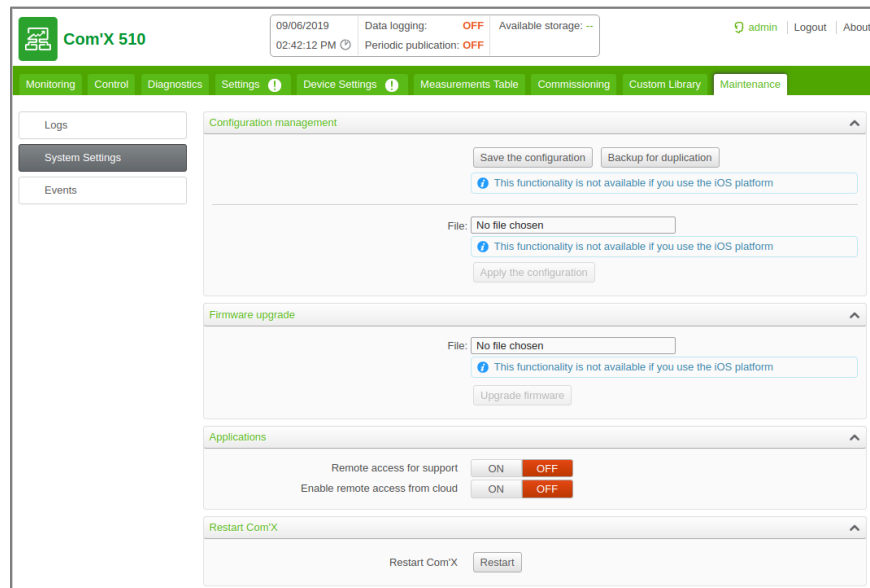 Com'X 510
09/06/2019
02:42:12 PM
Data logging: OFF
Periodic publication: OFF
Available storage: --
admin Logout About
Monitoring Control Diagnostics Settings ! Device Settings ! Measurements Table Commissioning Custom Library Maintenance
Logs
System Settings
Events
Configuration management
Save the configuration Backup for duplication
i This functionality is not available if you use the iOS platform
File: No file chosen
i This functionality is not available if you use the iOS platform
Apply the configuration
Firmware upgrade
File: No file chosen
i This functionality is not available if you use the iOS platform
Upgrade firmware
Applications
Remote access for support ON OFF
Enable remote access from cloud ON OFF
Restart Com'X
Restart Com'X Restart